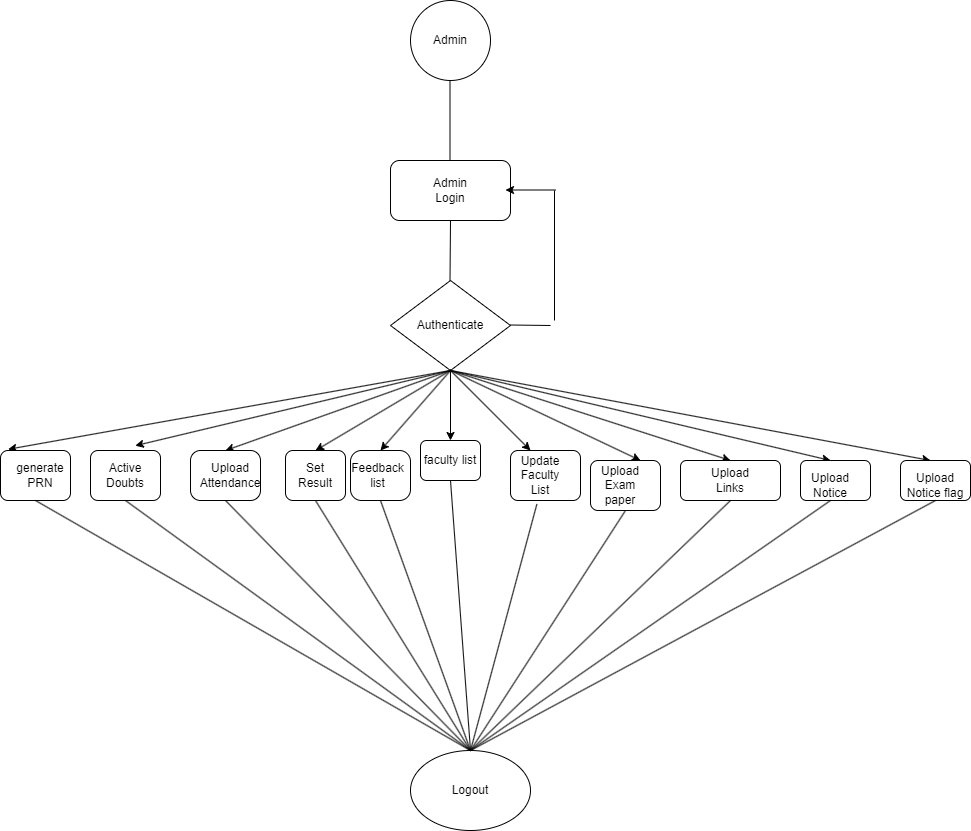 Admin
Admin
Login
Authenticate
generate
PRN
Active
Doubts
Upload
Attendance
Set
Result
Feedback
list
faculty list
Update
Faculty
List
Upload
Exam
paper
Upload
Links
Upload
Notice
Upload
Notice flag
Logout